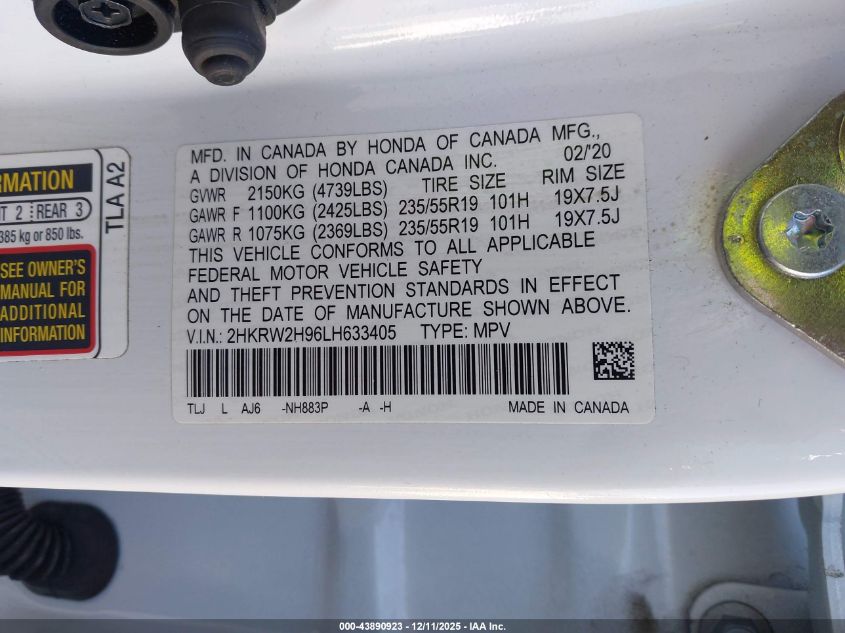 RMATION
T 2 REAR 3
385 kg or 850 lbs.
SEE OWNER'S
MANUAL FOR
ADDITIONAL
INFORMATION
TLA A2
MFD. IN CANADA BY HONDA OF CANADA MFG.,
A DIVISION OF HONDA CANADA INC. 02/'20
GVWR 2150KG (4739LBS) TIRE SIZE RIM SIZE
GAWR F 1100KG (2425LBS) 235/55R19 101H 19X7.5J
GAWR R 1075KG (2369LBS) 235/55R19 101H 19X7.5J
THIS VEHICLE CONFORMS TO ALL APPLICABLE
FEDERAL MOTOR VEHICLE SAFETY
AND THEFT PREVENTION STANDARDS IN EFFECT
ON THE DATE OF MANUFACTURE SHOWN ABOVE.
V.I.N.: 2HKRW2H96LH633405 TYPE: MPV
TLJ L AJ6 -NH883P -A -H MADE IN CANADA
000-43890923 - 12/11/2025 - IAA Inc.